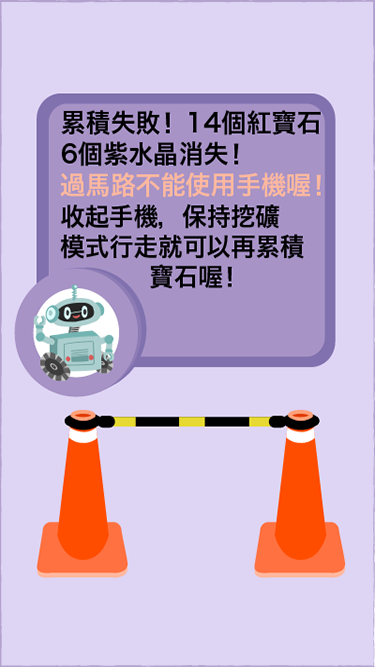 累積失敗！14個紅寶石
6個紫水晶消失！
過馬路不能使用手機喔！
收起手機，保持挖礦
模式行走就可以再累積
寶石喔！